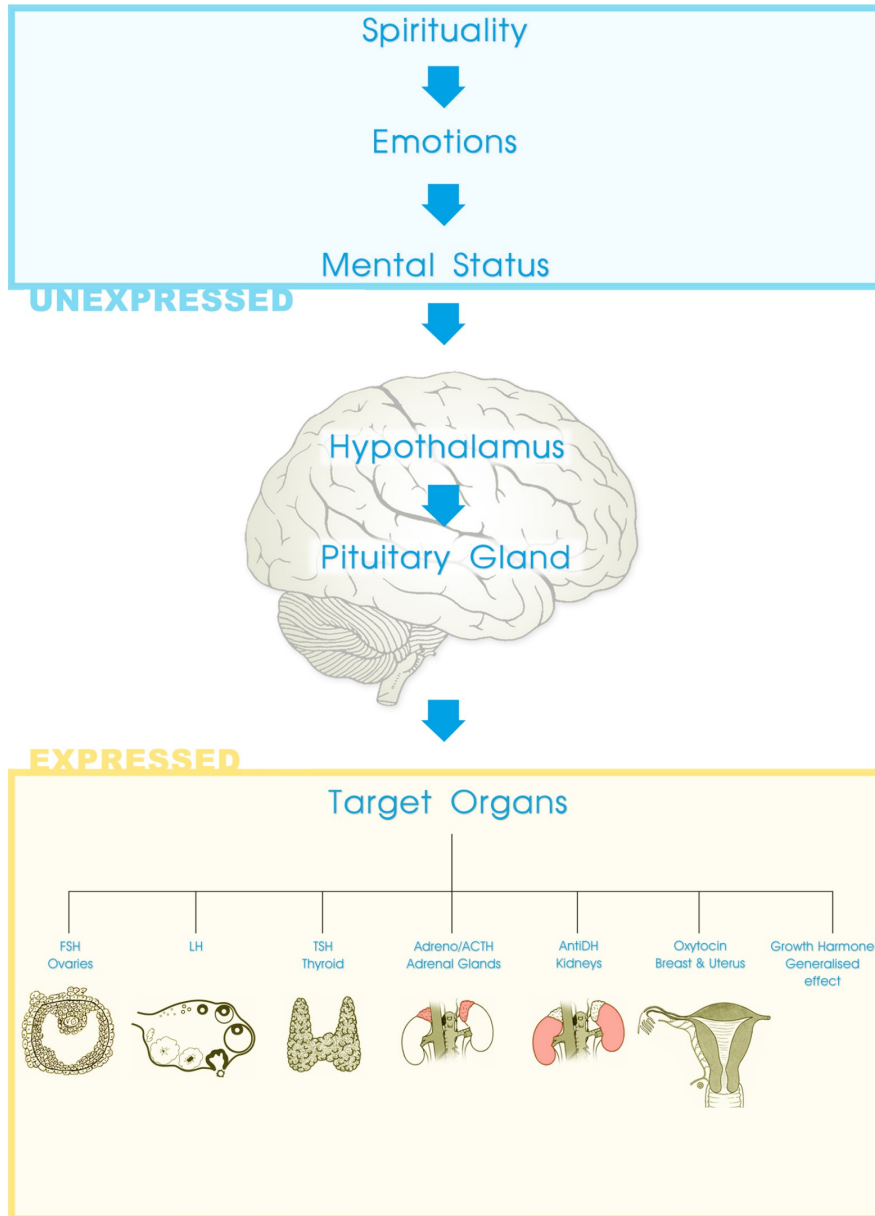 Spirituality
Emotions
Mental Status
UNEXPRESSED
Hypothalamus
Pituitary Gland
EXPRESSED
Target Organs
FSH
Ovaries
LH
TSH
Thyroid
Adreno/ACTH
Adrenal Glands
AntiDH
Kidneys
Oxytocin
Breast & Uterus
Growth Harmone
Generalised
effect